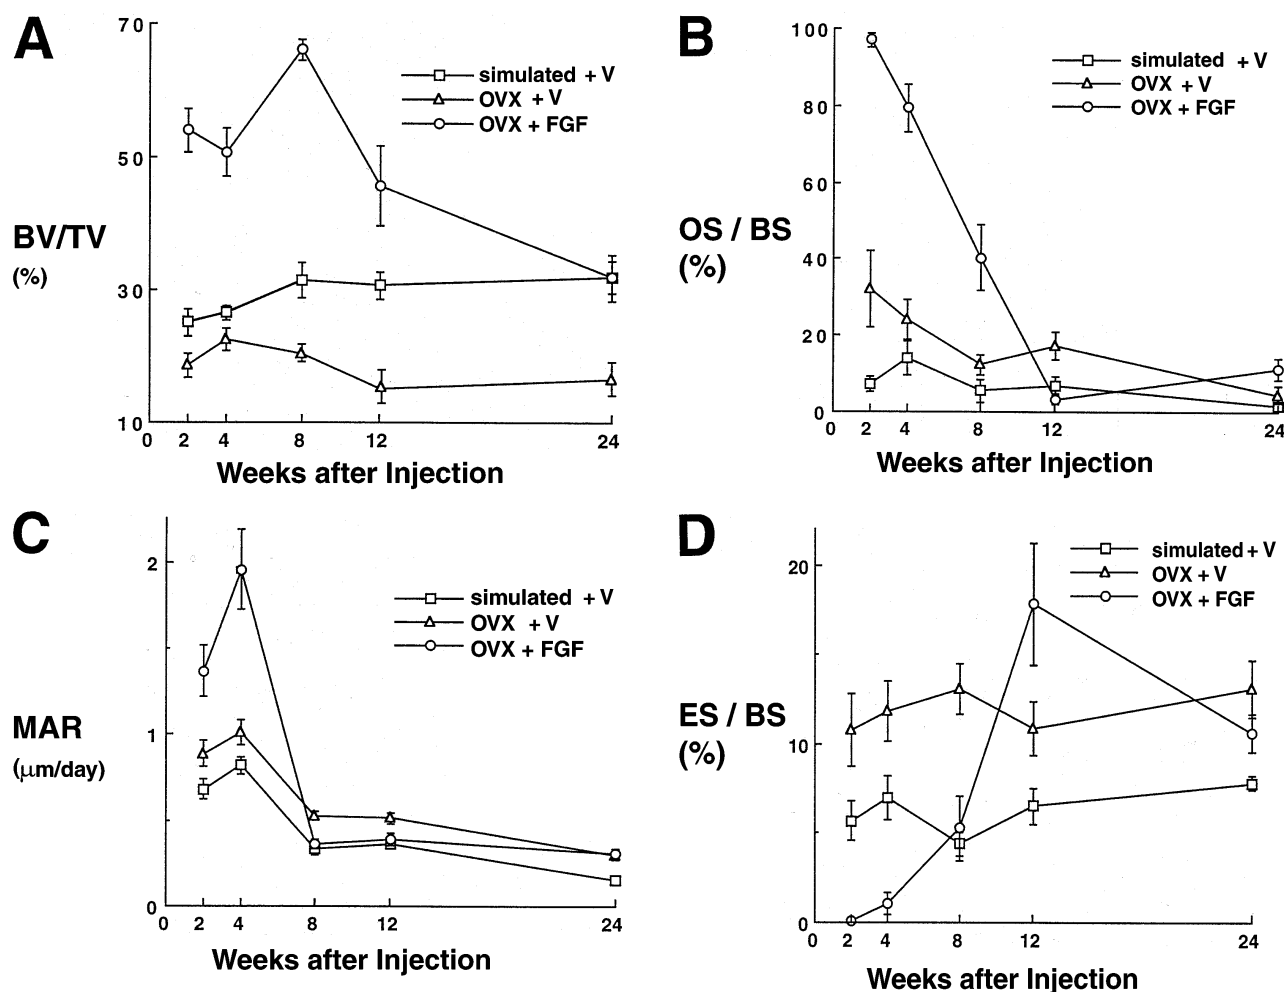 A
70
50
30
10
BV/TV
(%)
simulated + V
OVX + V
OVX + FGF
0 2 4 8 12 24
Weeks after Injection
B
100
80
60
40
20
0
OS / BS
(%)
simulated + V
OVX + V
OVX + FGF
0 2 4 8 12 24
Weeks after Injection
C
2
1
0
MAR
(μm/day)
simulated + V
OVX + V
OVX + FGF
0 2 4 8 12 24
Weeks after Injection
D
20
10
0
ES / BS
(%)
simulated + V
OVX + V
OVX + FGF
0 2 4 8 12 24
Weeks after Injection